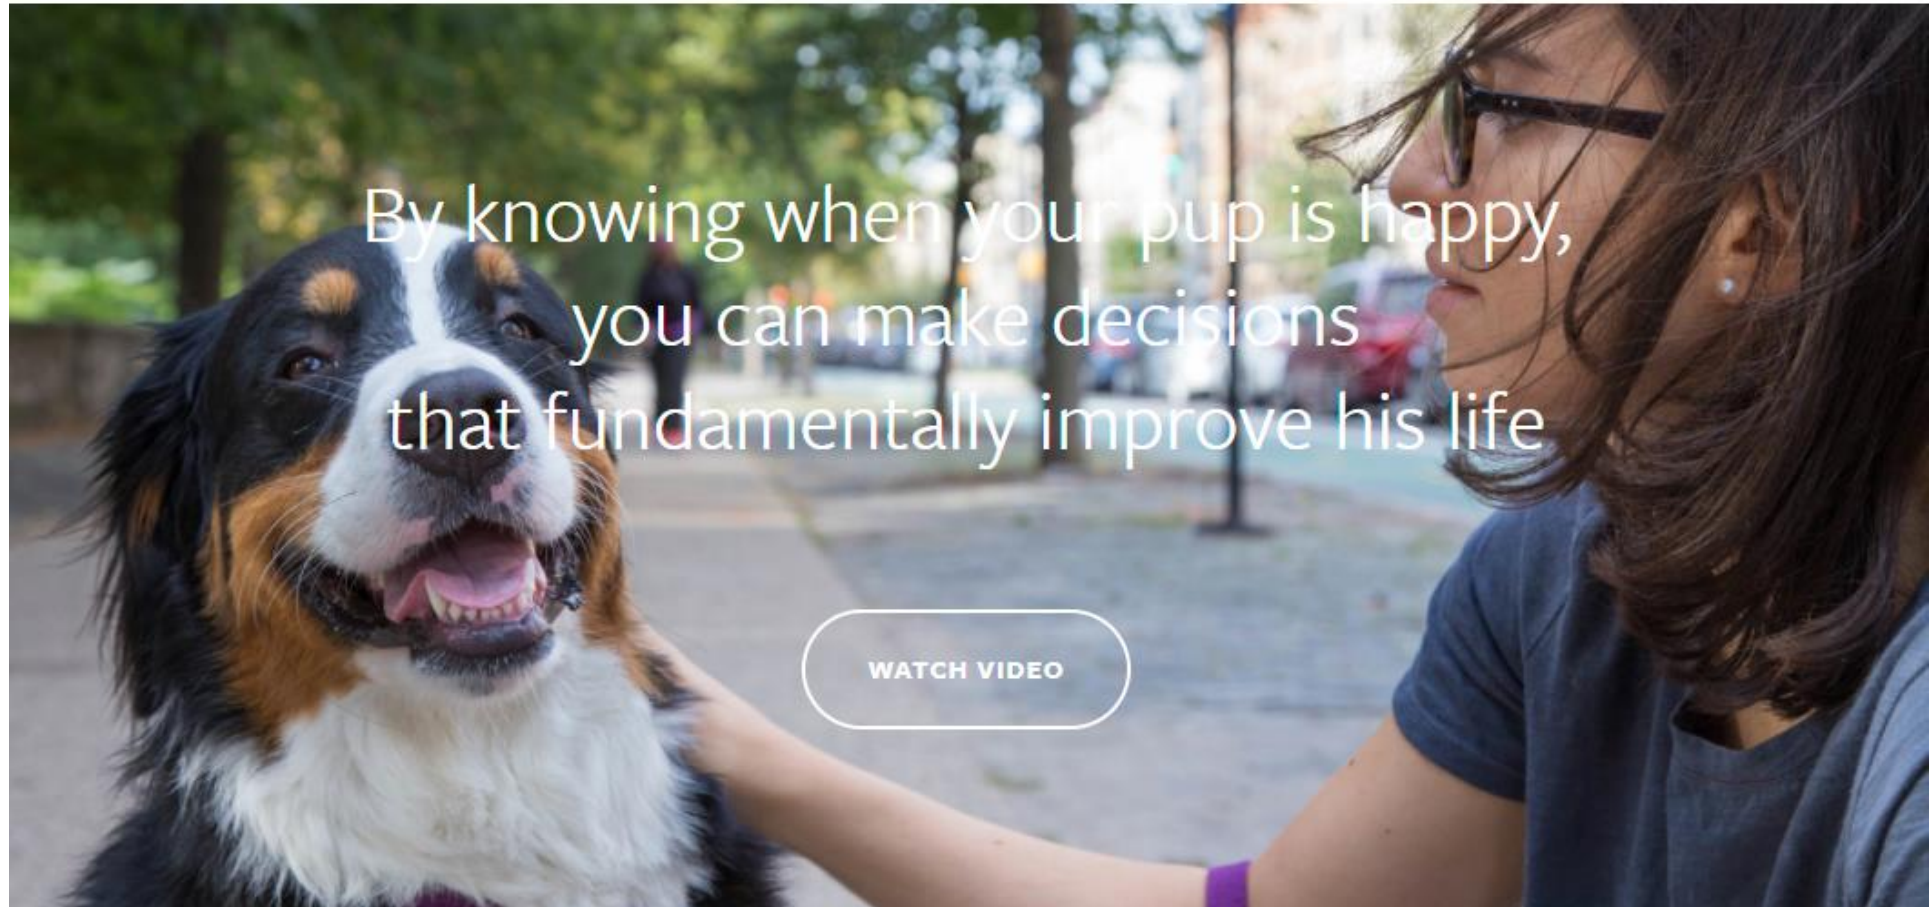 By knowing when your pup is happy,
you can make decisions
that fundamentally improve his life
WATCH VIDEO